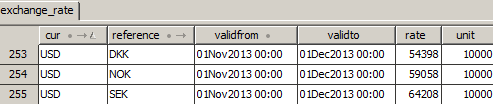 exchange_rate
cur reference validfrom validto rate unit
253 USD DKK 01Nov2013 00:00 01Dec2013 00:00 54398 10000
254 USD NOK 01Nov2013 00:00 01Dec2013 00:00 59058 10000
255 USD SEK 01Nov2013 00:00 01Dec2013 00:00 64208 10000